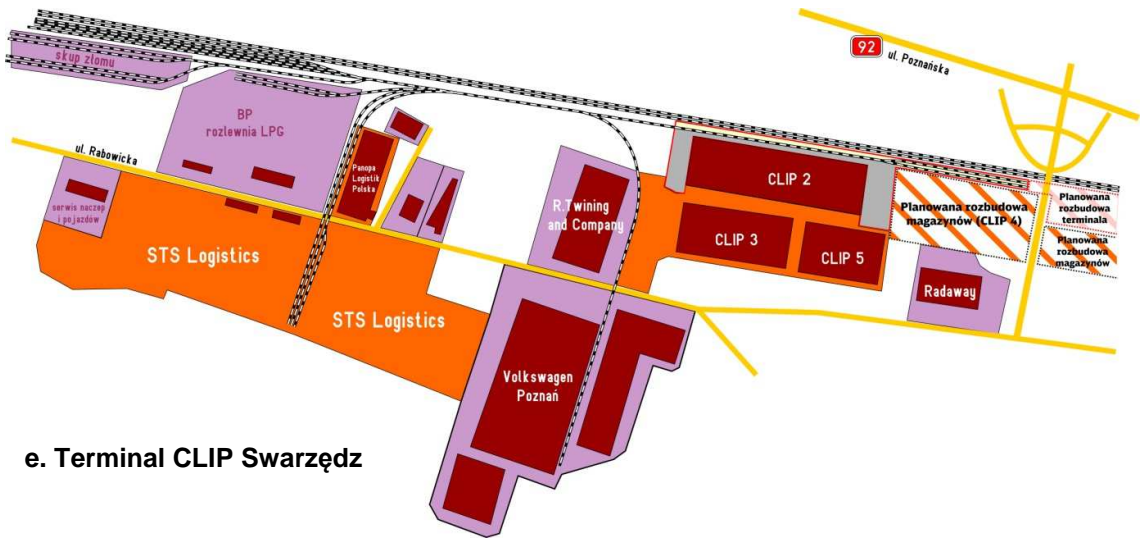 92
ul. Poznańska
skup złomu
BP
rozlewnia LPG
ul. Rabowicka
Panopa
Logistik
Polska
serwis naczep
i pojazdów
STS Logistics
STS Logistics
R.Twining
and Company
CLIP 2
CLIP 3
CLIP 5
Planowana rozbudowa
magazynów (CLIP 4)
Planowana
rozbudowa
terminala
Planowana
rozbudowa
magazynów
Radaway
Volkswagen
Poznań
e. Terminal CLIP Swarzędz